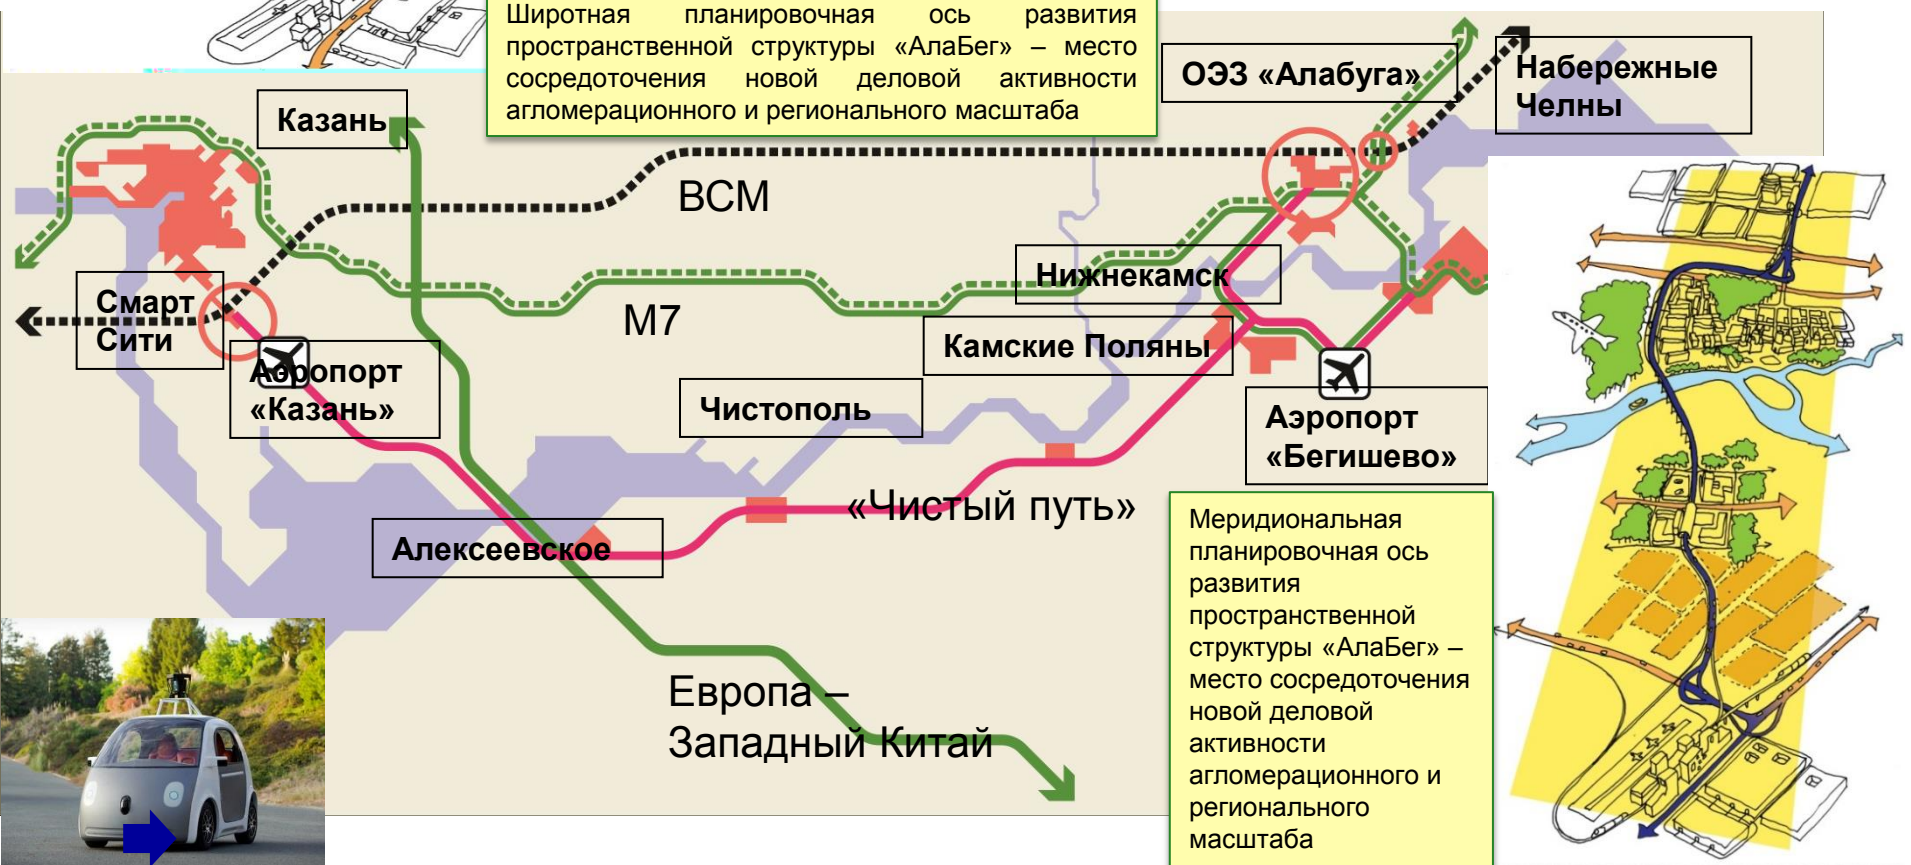 Широтная планировочная ось развития
пространственной структуры «АлаБег» – место
сосредоточения новой деловой активности
агломерационного и регионального масштаба
ОЭЗ «Алабуга»
Набережные
Челны
Казань
ВСМ
Нижнекамск
Смарт
Сити
М7
Камские Поляны
Аэропорт
«Казань»
Чистополь
Аэропорт
«Бегишево»
«Чистый путь»
Алексеевское
Меридиональная
планировочная ось
развития
пространственной
структуры «АлаБег» –
место сосредоточения
новой деловой
активности
агломерационного и
регионального
масштаба
Европа –
Западный Китай